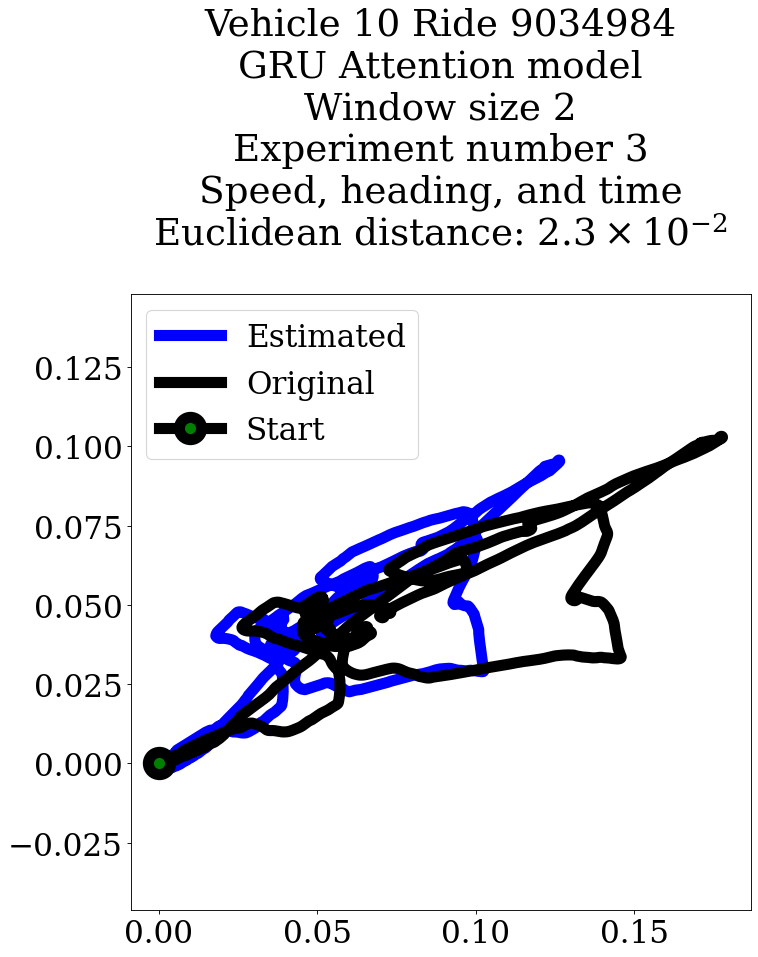 Vehicle 10 Ride 9034984
GRU Attention model
Window size 2
Experiment number 3
Speed, heading, and time
Euclidean distance: 2.3 × 10⁻²
Estimated
Original
Start
0.125
0.100
0.075
0.050
0.025
0.000
−0.025
0.00 0.05 0.10 0.15